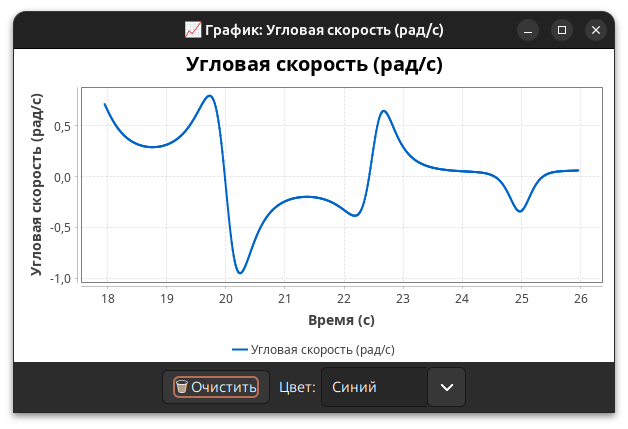 📈 График: Угловая скорость (рад/с)
Угловая скорость (рад/с)
Угловая скорость (рад/с)
0,5
0,0
-0,5
-1,0
18 19 20 21 22 23 24 25 26
Время (с)
Угловая скорость (рад/с)
🗑 Очистить Цвет: Синий